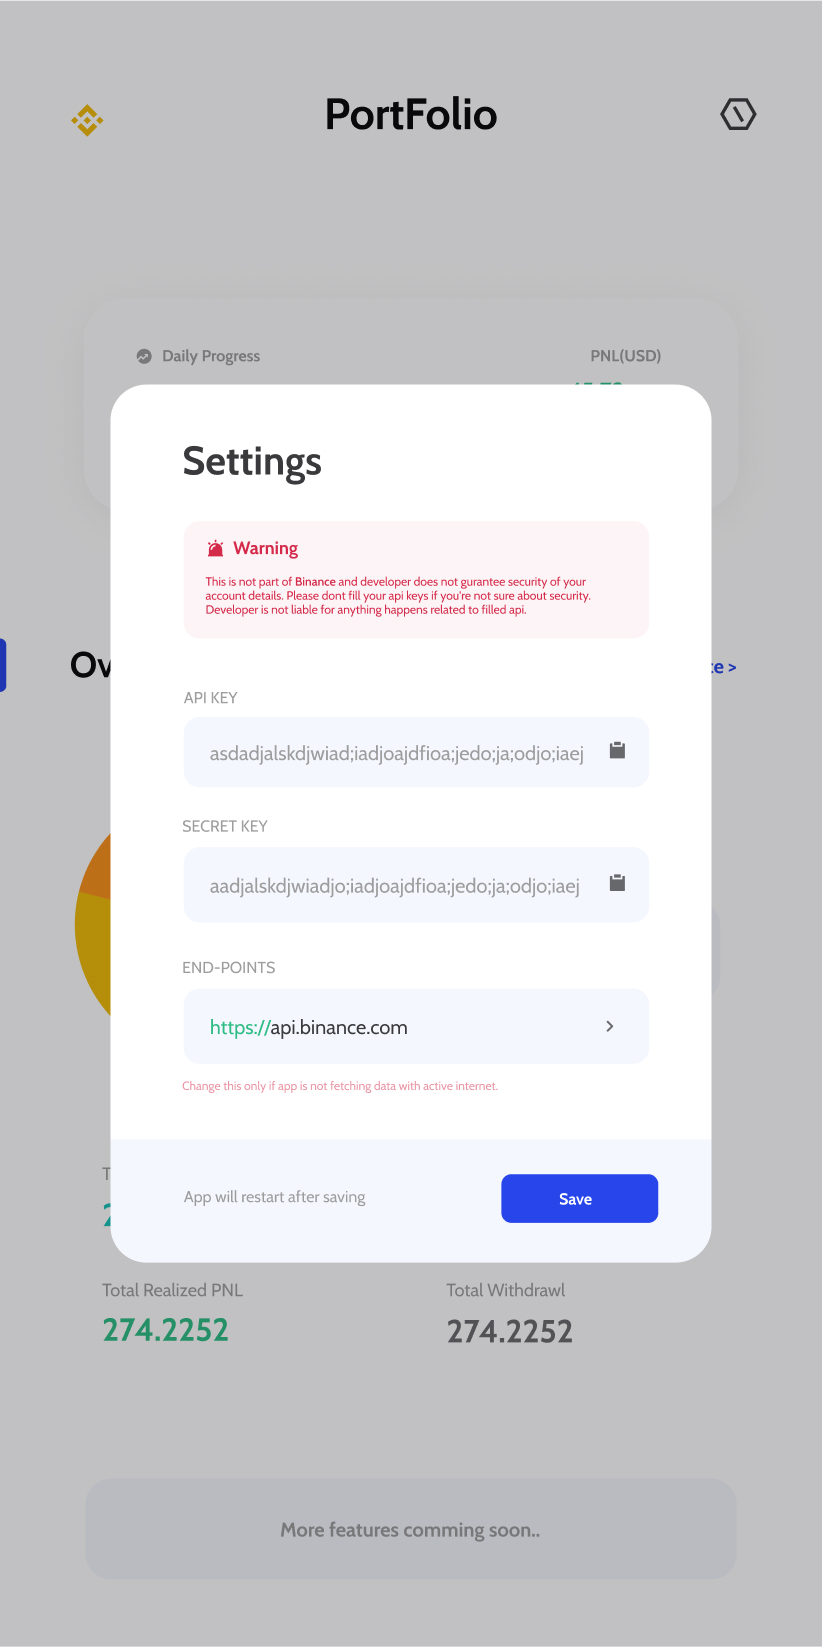 PortFolio
Daily Progress
PNL(USD)
Settings
Warning
This is not part of Binance and developer does not gurantee security of your
account details. Please dont fill your api keys if you're not sure about security.
Developer is not liable for anything happens related to filled api.
API KEY
asdadjalskdjwiad;iadjoajdfioa;jedo;ja;odjo;iaej
SECRET KEY
aadjalskdjwiadjo;iadjoajdfioa;jedo;ja;odjo;iaej
END-POINTS
https://api.binance.com
Change this only if app is not fetching data with active internet.
App will restart after saving
Save
Total Realized PNL
Total Withdrawl
274.2252
274.2252
More features comming soon..